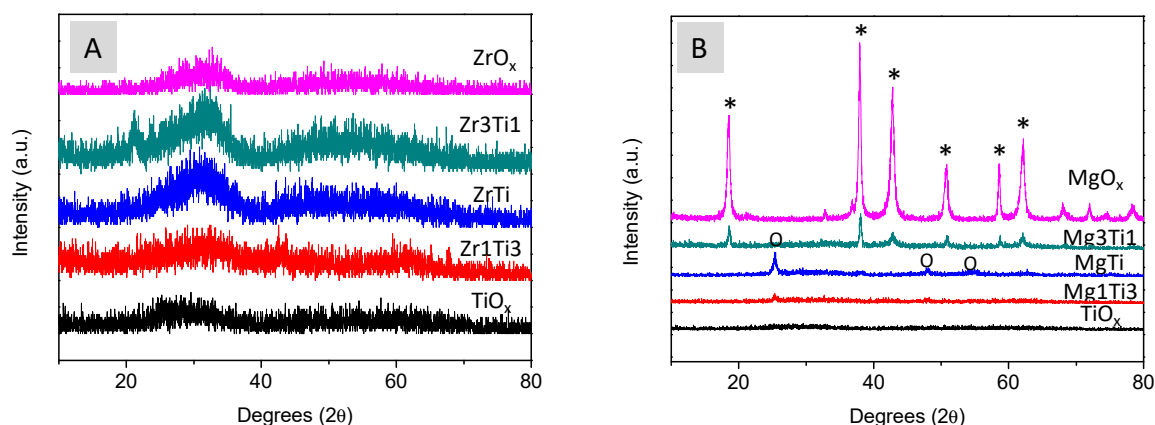 A
ZrOx
Zr3Ti1
ZrTi
Zr1Ti3
TiOx
Intensity (a.u.)
20 40 60 80
Degrees (2θ)
B
*
*
*
*
*
*
MgOx
Mg3Ti1
O
MgTi
O
O
Mg1Ti3
TiOx
Intensity (a.u.)
20 40 60 80
Degrees (2θ)